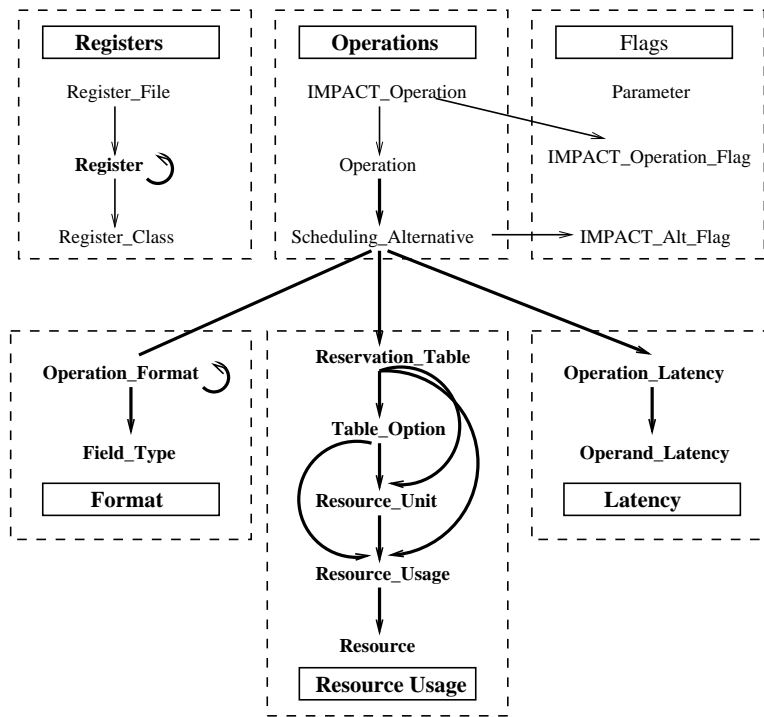 Registers
Register_File
Register
Register_Class
Operations
IMPACT_Operation
Operation
Scheduling_Alternative
Flags
Parameter
IMPACT_Operation_Flag
IMPACT_Alt_Flag
Operation_Format
Field_Type
Format
Reservation_Table
Table_Option
Resource_Unit
Resource_Usage
Resource
Resource Usage
Operation_Latency
Operand_Latency
Latency